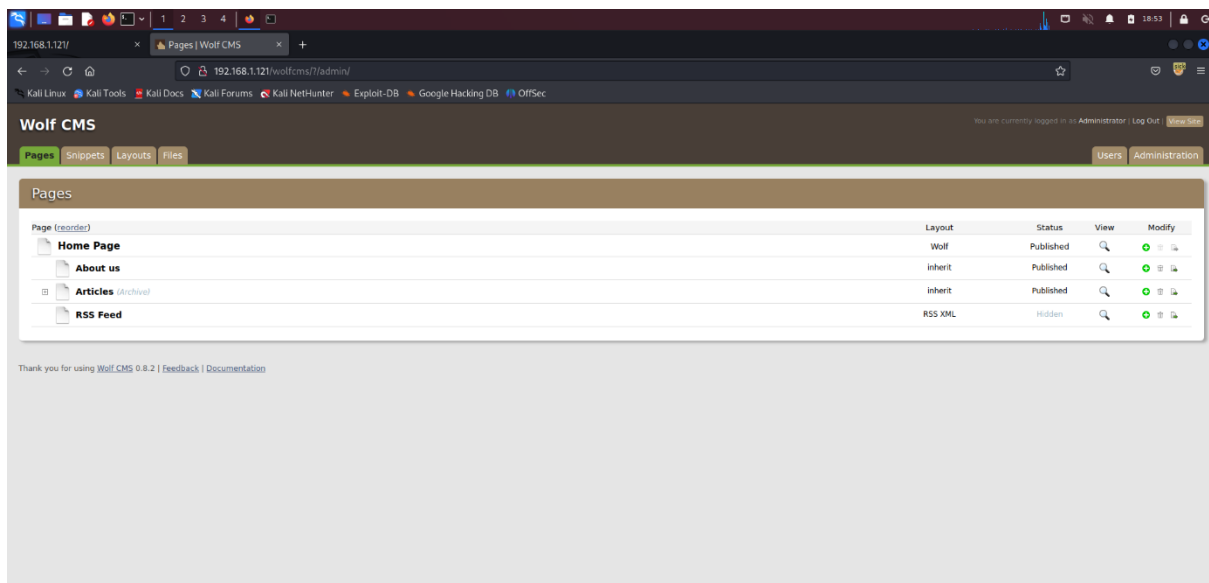 1 2 3 4 18:53
192.168.1.121/ × Pages | Wolf CMS × +
192.168.1.121/wolfcms/?/admin/
Kali Linux Kali Tools Kali Docs Kali Forums Kali NetHunter Exploit-DB Google Hacking DB OffSec
Wolf CMS You are currently logged in as Administrator | Log Out | View Site
Pages Snippets Layouts Files Users Administration
Pages
Page (reorder) Layout Status View Modify
Home Page Wolf Published
About us inherit Published
Articles (Archive) inherit Published
RSS Feed RSS XML Hidden
Thank you for using Wolf CMS 0.8.2 | Feedback | Documentation